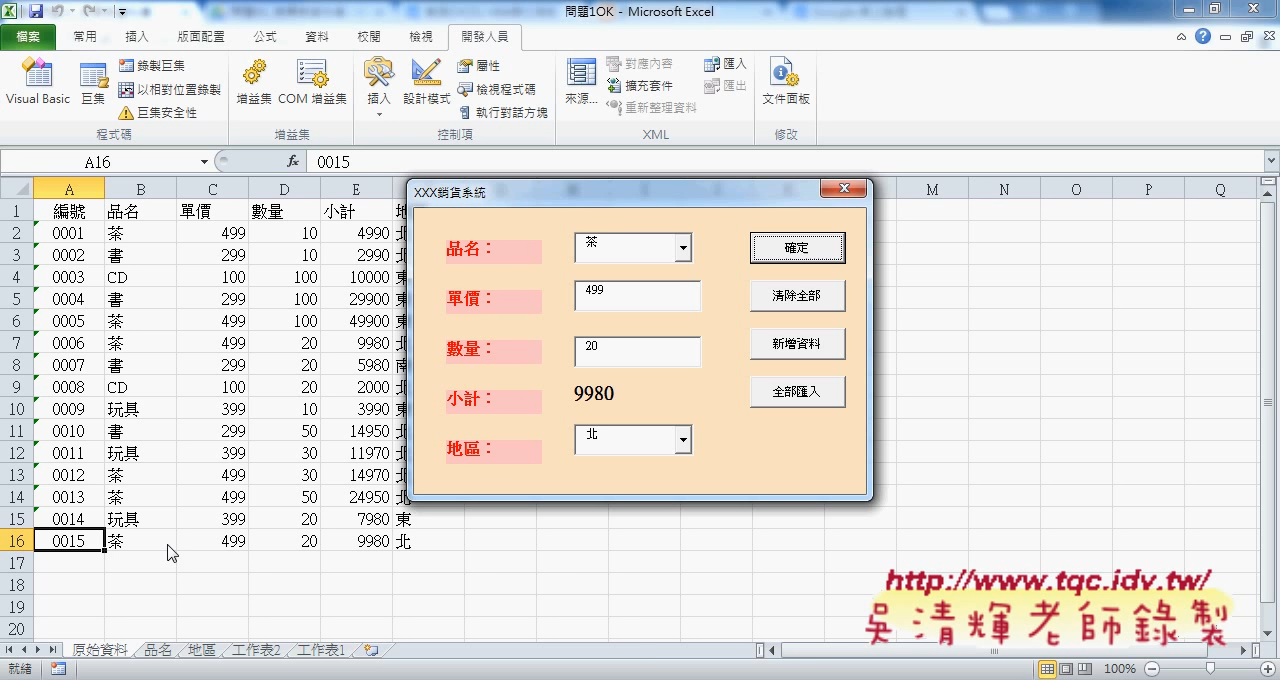 問題1OK - Microsoft Excel
檔案 常用 插入 版面配置 公式 資料 校閱 檢視 開發人員
Visual Basic 巨集 錄製巨集 以相對位置錄製 巨集安全性 增益集 COM 增益集 插入 設計模式 屬性 檢視程式碼 執行對話方塊 來源... 對應內容 擴充套件 重新整理資料 匯入 匯出 文件面板
程式碼 增益集 控制項 XML 修改
A16 fx 0015
A B C D E M N O P Q
1 編號 品名 單價 數量 小計
2 0001 茶 499 10 4990 北
3 0002 書 299 10 2990 北
4 0003 CD 100 100 10000 東
5 0004 書 299 100 29900 東
6 0005 茶 499 100 49900 東
7 0006 茶 499 20 9980 北
8 0007 書 299 20 5980 南
9 0008 CD 100 20 2000 北
10 0009 玩具 399 10 3990 東
11 0010 書 299 50 14950 北
12 0011 玩具 399 30 11970 北
13 0012 茶 499 30 14970 北
14 0013 茶 499 50 24950 北
15 0014 玩具 399 20 7980 東
16 0015 茶 499 20 9980 北
17
18
19
20
XXX銷貨系統
品名： 茶 確定
單價： 499 清除全部
數量： 20 新增資料
小計： 9980 全部匯入
地區： 北
http://www.tqc.idv.tw/
吳清輝老師錄製
原始資料 品名 地區 工作表2 工作表1
就緒 100%